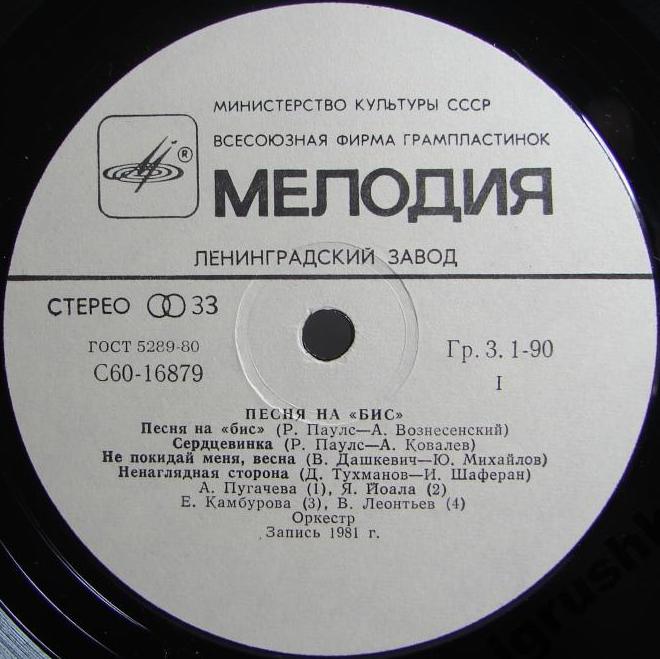 МИНИСТЕРСТВО КУЛЬТУРЫ СССР
ВСЕСОЮЗНАЯ ФИРМА ГРАМПЛАСТИНОК
®
МЕЛОДИЯ
ЛЕНИНГРАДСКИЙ ЗАВОД
СТЕРЕО 33
ГОСТ 5289-80
Гр. 3. 1-90
С60-16879
I
ПЕСНЯ НА «БИС»
Песня на «бис» (Р. Паулс—А. Вознесенский)
Сердцевинка (Р. Паулс—А. Ковалев)
Не покидай меня, весна (В. Дашкевич—Ю. Михайлов)
Ненаглядная сторона (Д. Тухманов—И. Шаферан)
А. Пугачева (1), Я. Йоала (2)
Е. Камбурова (3), В. Леонтьев (4)
Оркестр
Запись 1981 г.